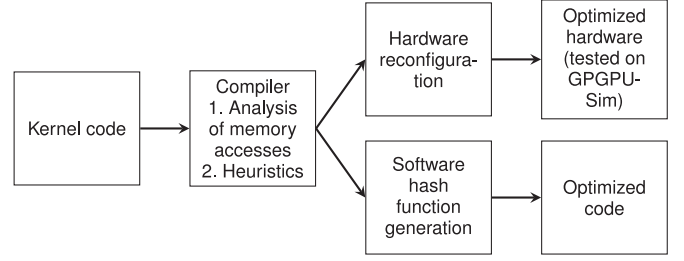 Kernel code
Compiler
1. Analysis
of memory
accesses
2. Heuristics
Hardware
reconfigura-
tion
Optimized
hardware
(tested on
GPGPU-
Sim)
Software
hash
function
generation
Optimized
code